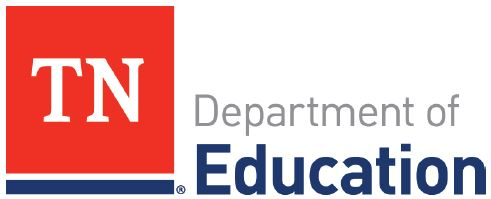 TN
®
Department of
Education